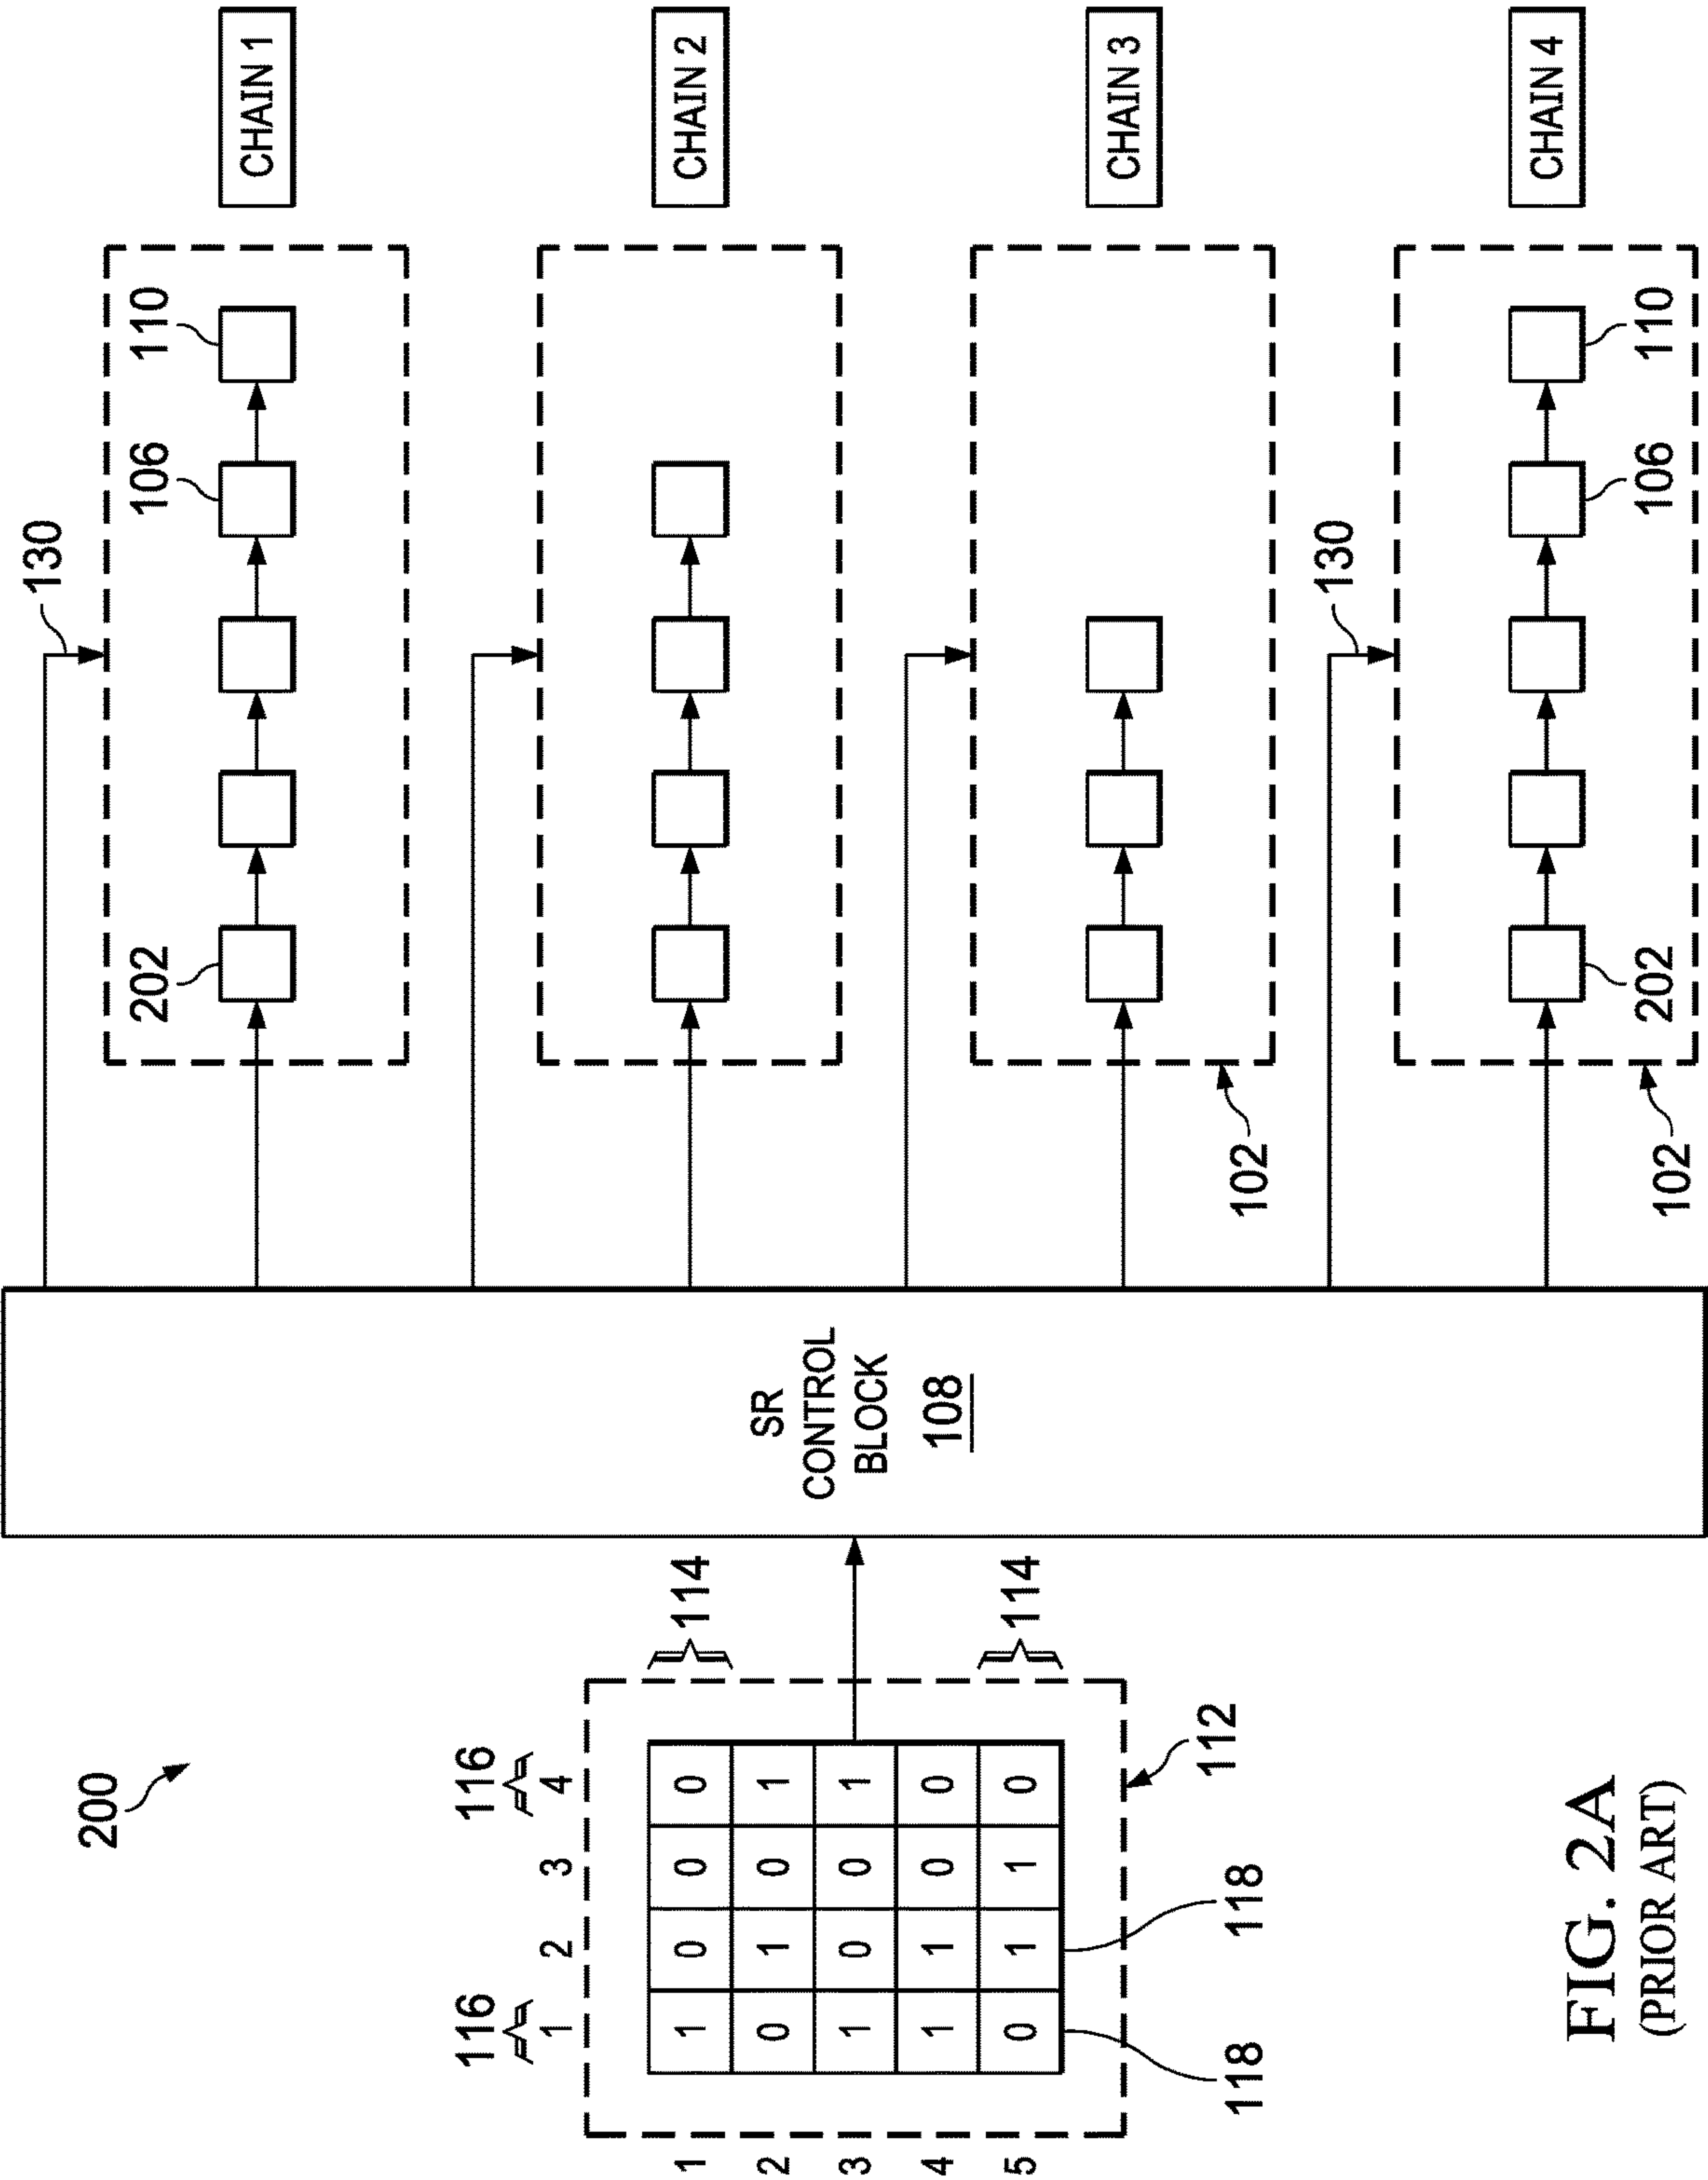 200
130
202 106 110
CHAIN 1
116 116
1 2 3 4
1 1 0 0 0 114
CHAIN 2
2 0 1 0 1
3 1 0 0 1
4 1 1 0 0
5 0 1 1 0 114
SR
CONTROL
BLOCK
108
CHAIN 3
118 118 112
102
130
CHAIN 4
202 106 110
102
FIG. 2A
(PRIOR ART)